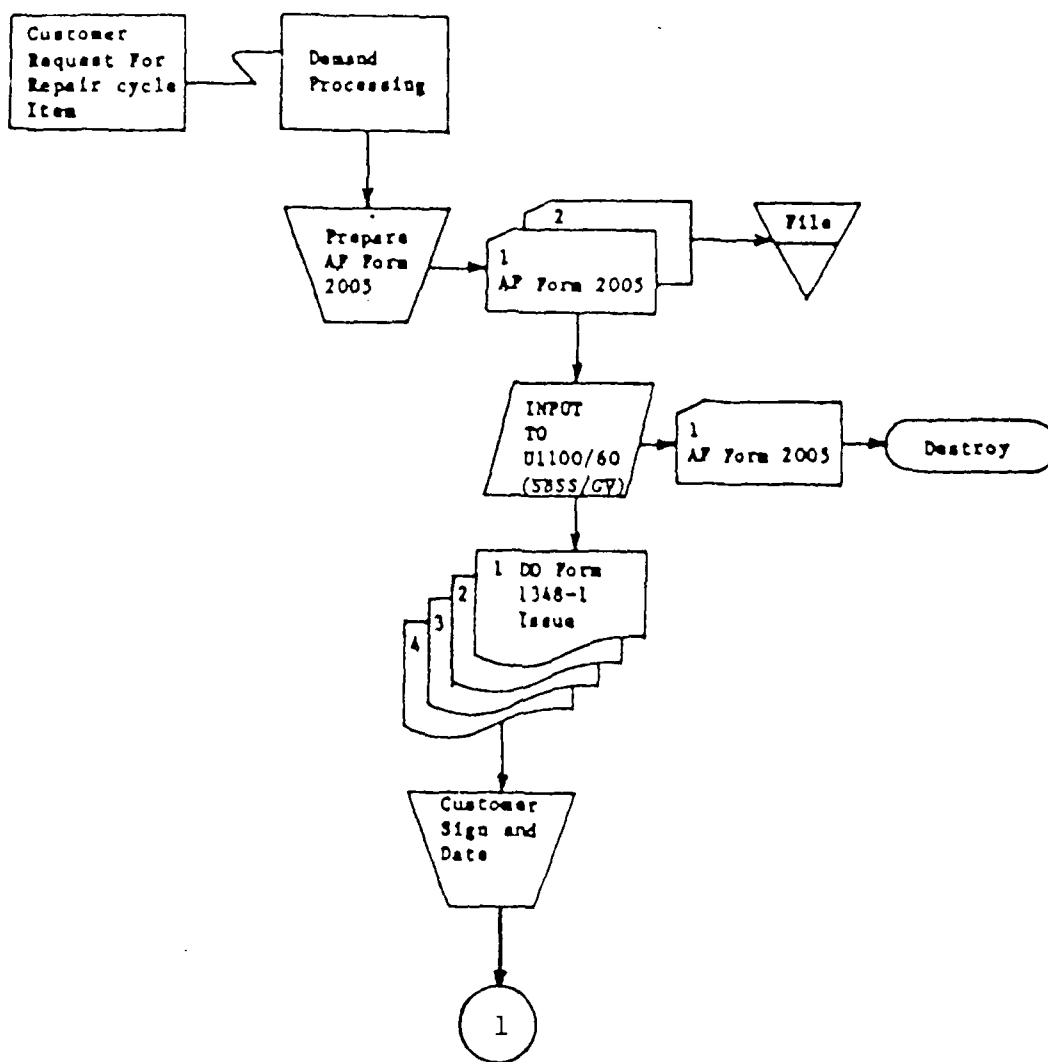 Customer
Request For
Repair cycle
Item
Demand
Processing
Prepare
AF Form
2005
2
1
AF Form 2005
File
INPUT
TO
U1100/60
(SBSS/GV)
1
AF Form 2005
Destroy
1 DD Form
1348-1
Issue
2
3
4
Customer
Sign and
Date
1